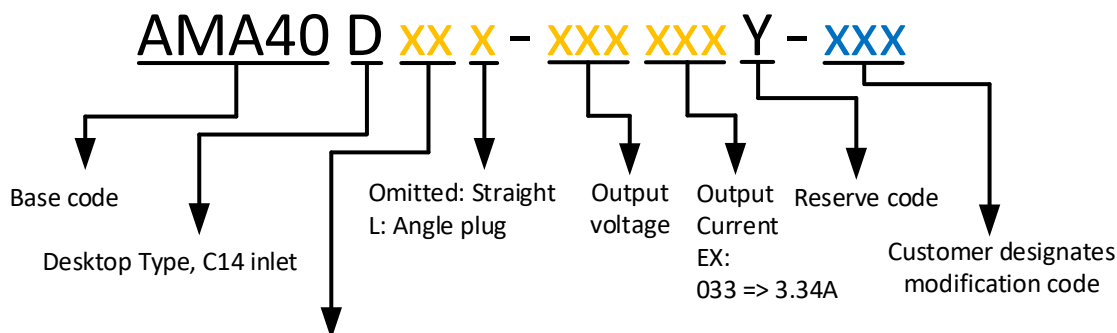 AMA40 D xx x - xxx xxx Y - xxx
Base code
Desktop Type, C14 inlet
Omitted: Straight
L: Angle plug
Output
voltage
Output
Current
EX:
033 => 3.34A
Reserve code
Customer designates
modification code